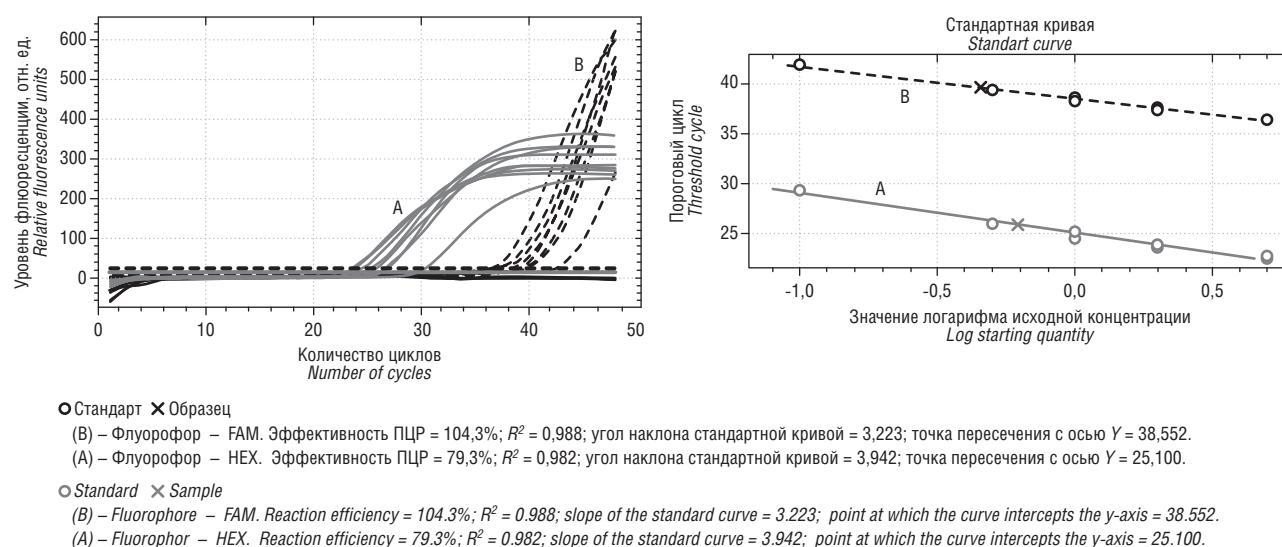 Уровень флюоресценции, отн. ед.
Relative fluorescence units
600
500
400
300
200
100
0
A
B
0
10
20
30
40
50
Количество циклов
Number of cycles
Стандартная кривая
Standart curve
Пороговый цикл
Threshold cycle
40
35
30
25
B
A
-1,0
-0,5
0,0
0,5
Значение логарифма исходной концентрации
Log starting quantity
Стандарт Образец
(B) – Флуорофор – FAM. Эффективность ПЦР = 104,3%; R² = 0,988; угол наклона стандартной кривой = 3,223; точка пересечения с осью Y = 38,552.
(A) – Флуорофор – HEX. Эффективность ПЦР = 79,3%; R² = 0,982; угол наклона стандартной кривой = 3,942; точка пересечения с осью Y = 25,100.
Standard Sample
(B) – Fluorophore – FAM. Reaction efficiency = 104.3%; R² = 0.988; slope of the standard curve = 3.223; point at which the curve intercepts the y-axis = 38.552.
(A) – Fluorophor – HEX. Reaction efficiency = 79.3%; R² = 0.982; slope of the standard curve = 3.942; point at which the curve intercepts the y-axis = 25.100.